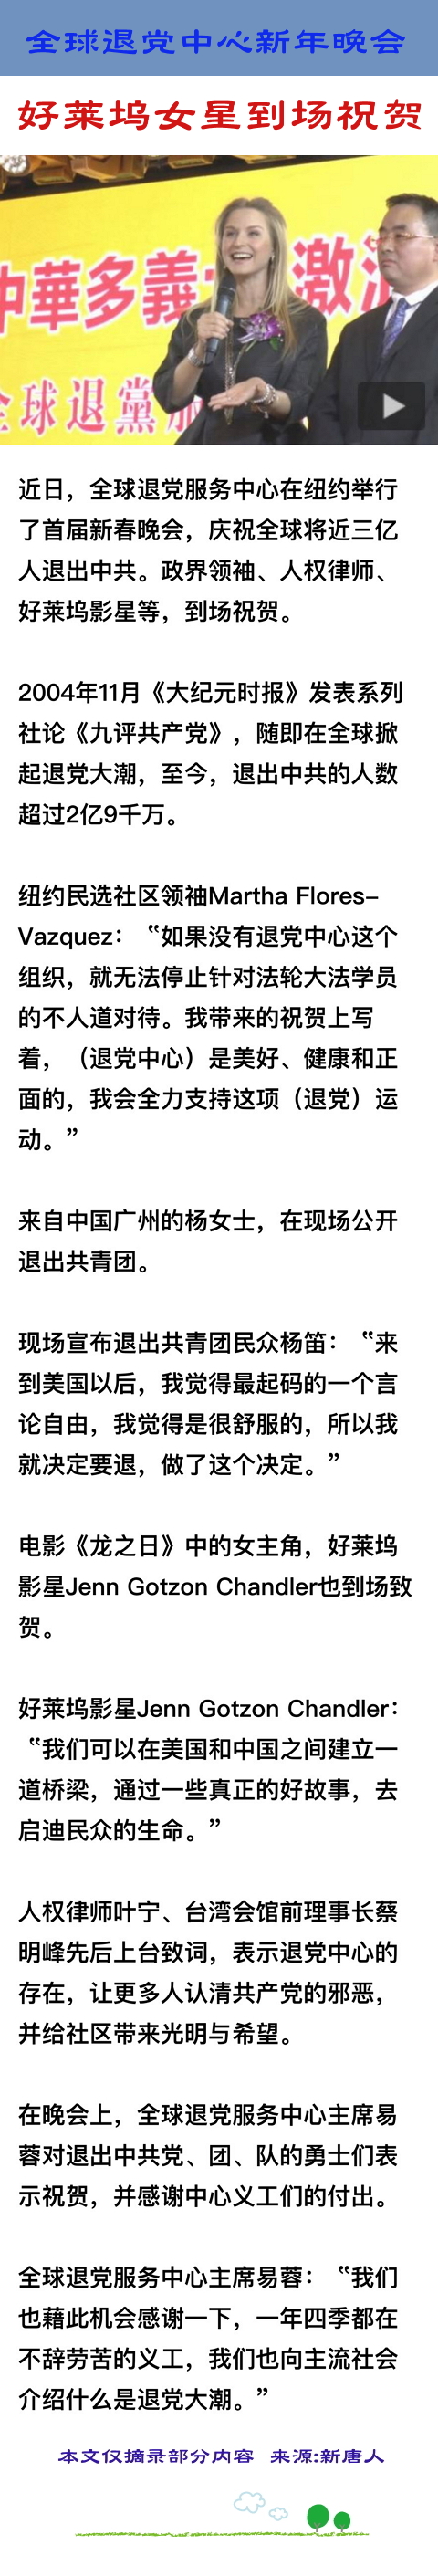 全球退党中心新年晚会
好莱坞女星到场祝贺
中華多義
激
全球退黨服
近日，全球退党服务中心在纽约举行
了首届新春晚会，庆祝全球将近三亿
人退出中共。政界领袖、人权律师、
好莱坞影星等，到场祝贺。
2004年11月《大纪元时报》发表系列
社论《九评共产党》，随即在全球掀
起退党大潮，至今，退出中共的人数
超过2亿9千万。
纽约民选社区领袖Martha Flores-
Vazquez：“如果没有退党中心这个
组织，就无法停止针对法轮大法学员
的不人道对待。我带来的祝贺上写
着，（退党中心）是美好、健康和正
面的，我会全力支持这项（退党）运
动。”
来自中国广州的杨女士，在现场公开
退出共青团。
现场宣布退出共青团民众杨笛：“来
到美国以后，我觉得最起码的一个言
论自由，我觉得是很舒服的，所以我
就决定要退，做了这个决定。”
电影《龙之日》中的女主角，好莱坞
影星Jenn Gotzon Chandler也到场致
贺。
好莱坞影星Jenn Gotzon Chandler：
“我们可以在美国和中国之间建立一
道桥梁，通过一些真正的好故事，去
启迪民众的生命。”
人权律师叶宁、台湾会馆前理事长蔡
明峰先后上台致词，表示退党中心的
存在，让更多人认清共产党的邪恶，
并给社区带来光明与希望。
在晚会上，全球退党服务中心主席易
蓉对退出中共党、团、队的勇士们表
示祝贺，并感谢中心义工们的付出。
全球退党服务中心主席易蓉：“我们
也藉此机会感谢一下，一年四季都在
不辞劳苦的义工，我们也向主流社会
介绍什么是退党大潮。”
本文仅摘录部分内容 来源:新唐人